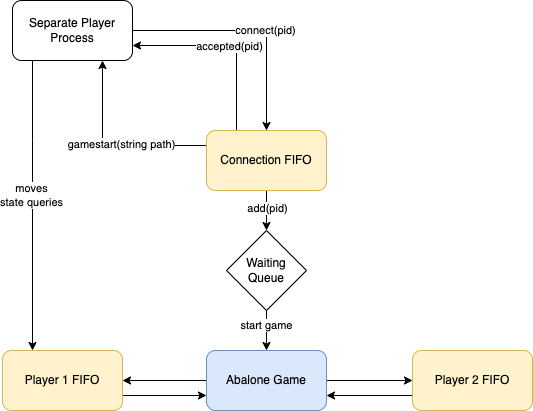 Separate Player
Process
connect(pid)
accepted(pid)
gamestart(string path)
Connection FIFO
moves
state queries
add(pid)
Waiting
Queue
start game
Player 1 FIFO
Abalone Game
Player 2 FIFO